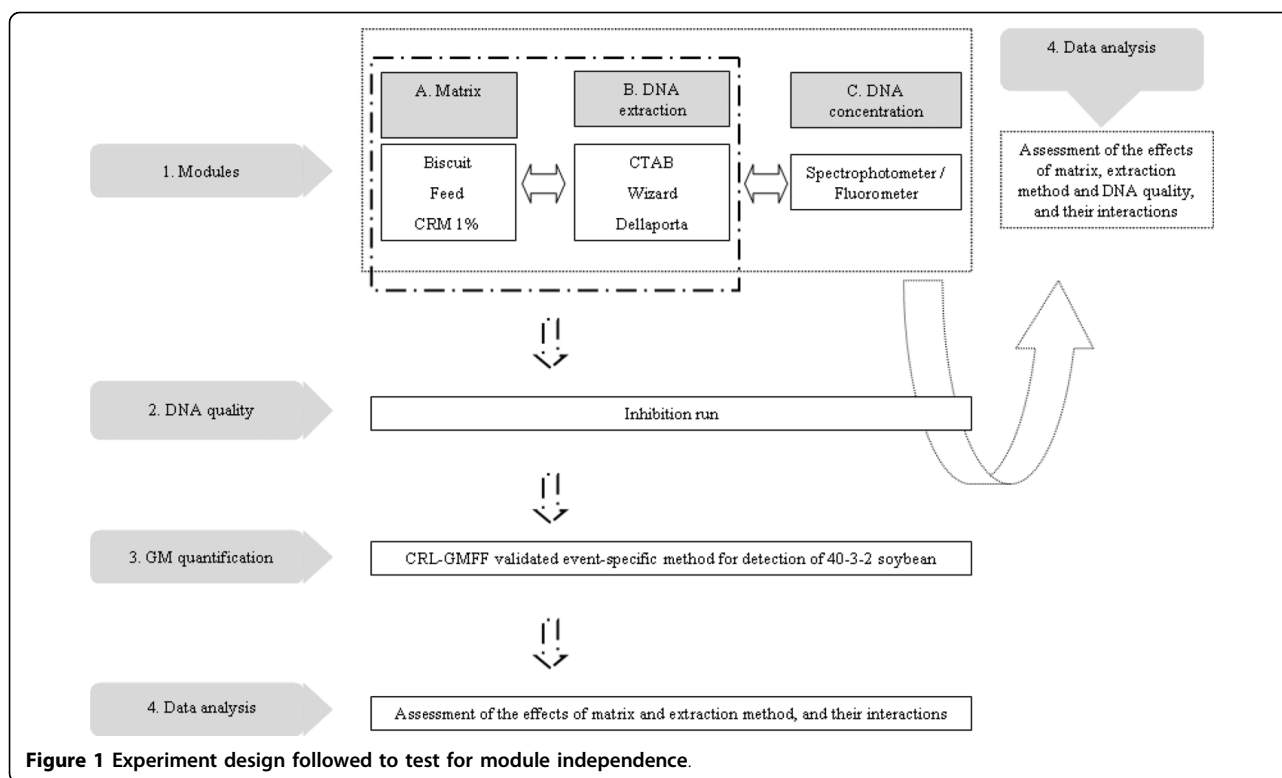 4. Data analysis
A. Matrix
B. DNA
extraction
C. DNA
concentration
1. Modules
Biscuit
Feed
CRM 1%
CTAB
Wizard
Dellaporta
Spectrophotometer /
Fluorometer
Assessment of the effects
of matrix, extraction
method and DNA quality,
and their interactions
2. DNA quality
Inhibition run
3. GM quantification
CRL-GMFF validated event-specific method for detection of 40-3-2 soybean
4. Data analysis
Assessment of the effects of matrix and extraction method, and their interactions
Figure 1 Experiment design followed to test for module independence.